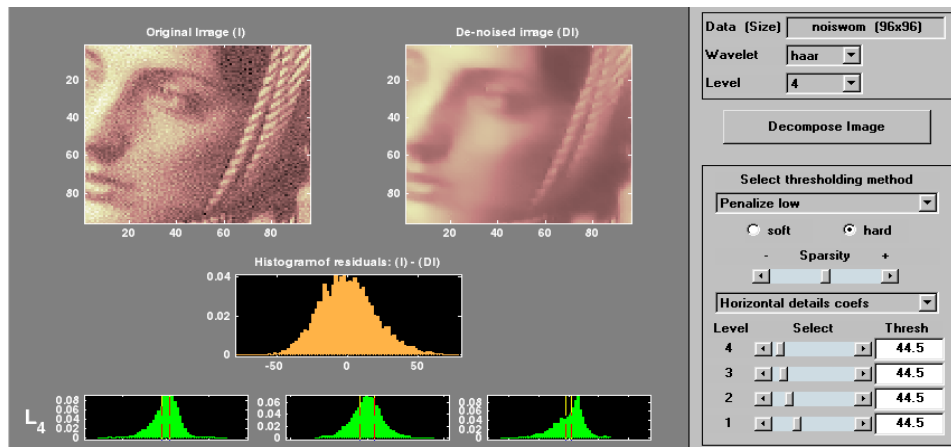 Original Image (I)
De-noised image (DI)
20
40
60
80
20 40 60 80
20
40
60
80
20 40 60 80
Histogramof residuals: (I) - (DI)
0.04
0.02
0
-50 0 50
L4
0.08
0.06
0.04
0.02
0
0.08
0.06
0.04
0.02
0
0.08
0.06
0.04
0.02
0
Data (Size) noiswom (96x96)
Wavelet haar
Level 4
Decompose Image
Select thresholding method
Penalize low
soft hard
- Sparsity +
Horizontal details coefs
Level Select Thresh
4 44.5
3 44.5
2 44.5
1 44.5